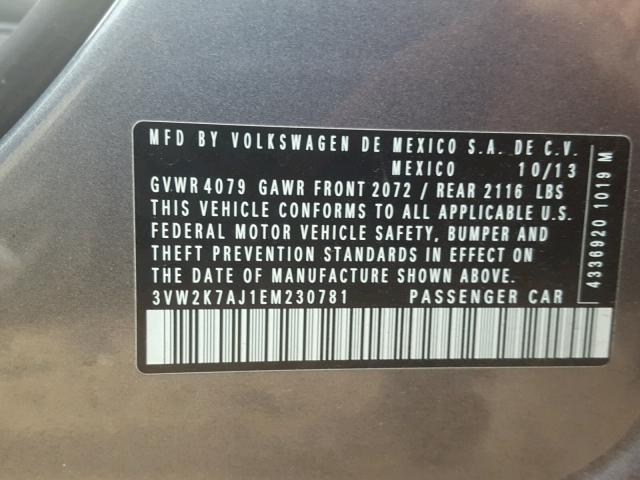 MFD BY VOLKSWAGEN DE MEXICO S.A. DE C.V.
MEXICO 10/13
GVWR 4079 GAWR FRONT 2072 / REAR 2116 LBS
THIS VEHICLE CONFORMS TO ALL APPLICABLE U.S.
FEDERAL MOTOR VEHICLE SAFETY, BUMPER AND
THEFT PREVENTION STANDARDS IN EFFECT ON
THE DATE OF MANUFACTURE SHOWN ABOVE.
3VW2K7AJ1EM230781 PASSENGER CAR
4336920 1019 M